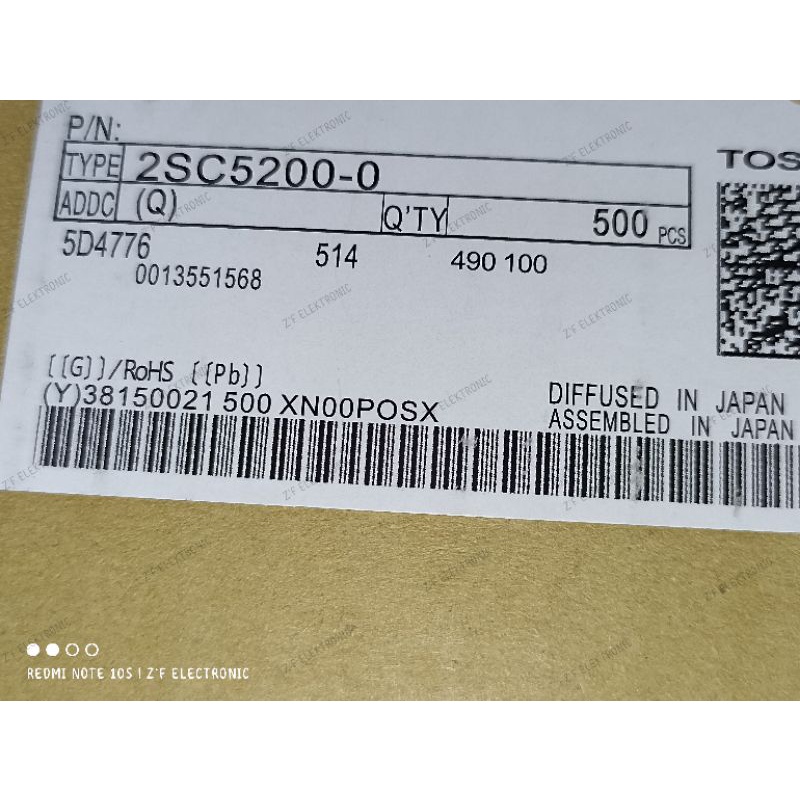 P/N:
TYPE 2SC5200-0
TOS
ADDC (Q) Q'TY 500 PCS
5D4776 514 490 100
0013551568
[[G]]/RoHS [[Pb]]
(Y)38150021 500 XN00POSX
DIFFUSED IN JAPAN
ASSEMBLED IN JAPAN
REDMI NOTE 10S | Z'F ELECTRONIC
Z'F ELEKTRONIC